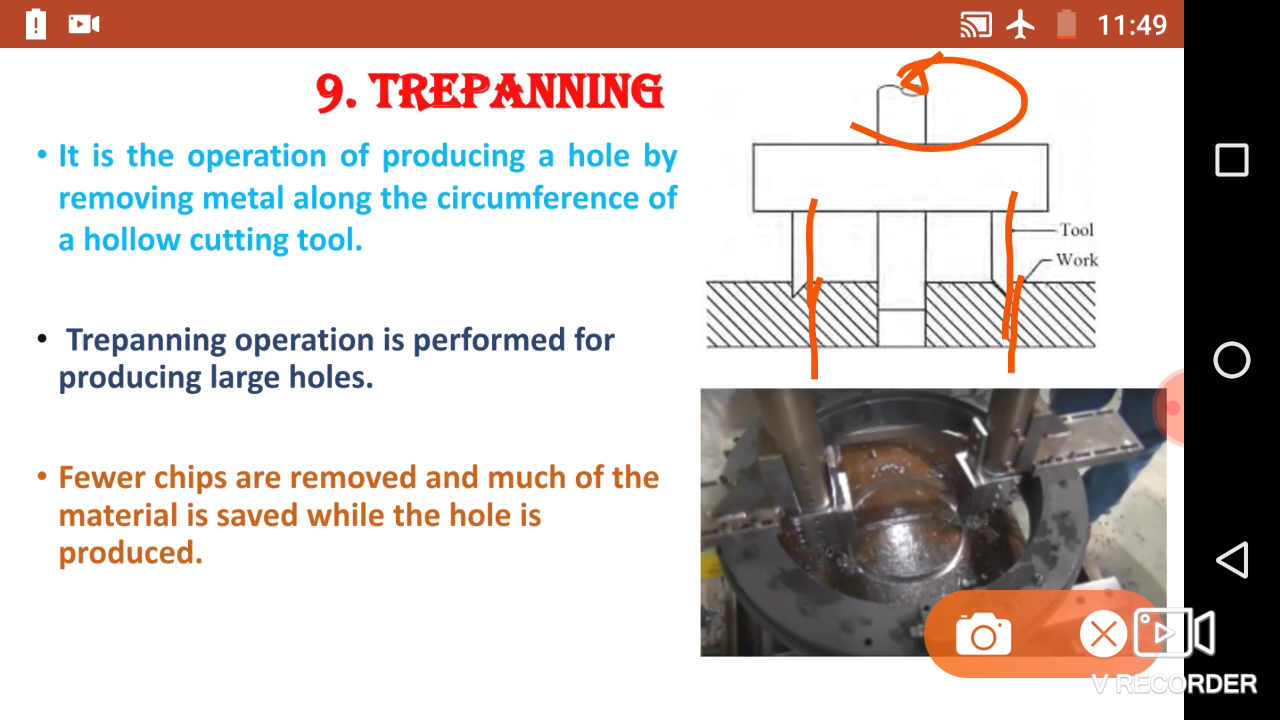 11:49
9. TREPANNING
• It is the operation of producing a hole by
removing metal along the circumference of
a hollow cutting tool.
Tool
Work
• Trepanning operation is performed for
producing large holes.
• Fewer chips are removed and much of the
material is saved while the hole is
produced.
V RECORDER